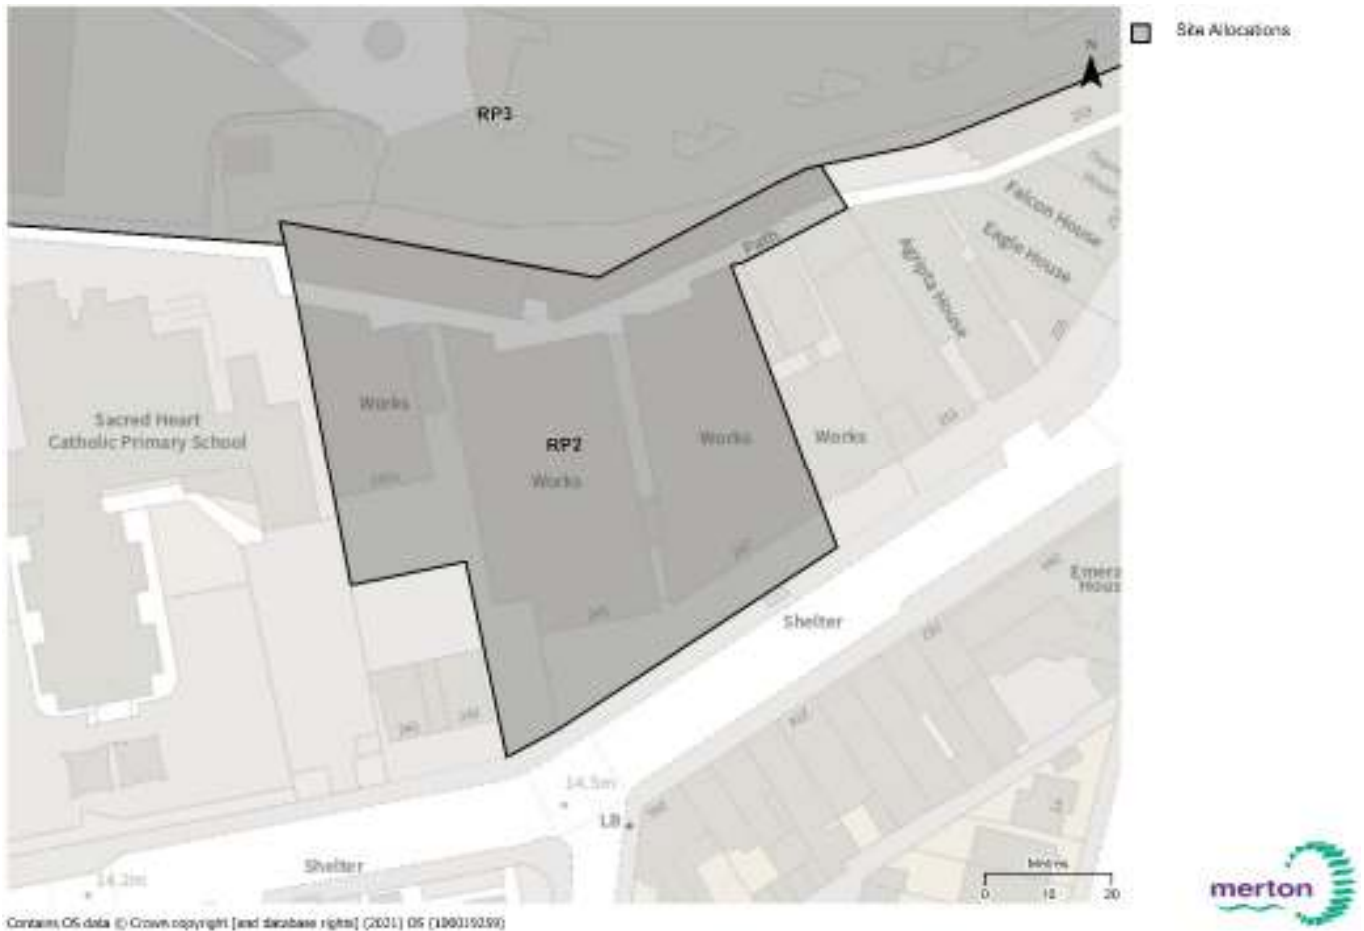 Site Allocations
N
RP3
Falcon House
Eagle House
Path
Agripta House
Works
Sacred Heart
Catholic Primary School
RP2
Works
Works
Works
Shelter
14.5m
LB
Shelter
14.2m
0 10 20
merton
Contains OS data © Crown copyright [and database rights] (2021) OS (100019259)